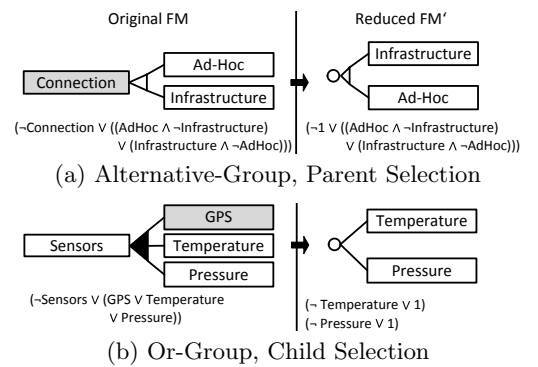 Original FM
Reduced FM‘
Connection
Ad-Hoc
Infrastructure
Infrastructure
Ad-Hoc
(¬Connection ∨ ((AdHoc ∧ ¬Infrastructure)
∨ (Infrastructure ∧ ¬AdHoc)))
(¬1 ∨ ((AdHoc ∧ ¬Infrastructure)
∨ (Infrastructure ∧ ¬AdHoc)))
(a) Alternative-Group, Parent Selection
Sensors
GPS
Temperature
Pressure
Temperature
Pressure
(¬Sensors ∨ (GPS ∨ Temperature
∨ Pressure))
(¬ Temperature ∨ 1)
(¬ Pressure ∨ 1)
(b) Or-Group, Child Selection